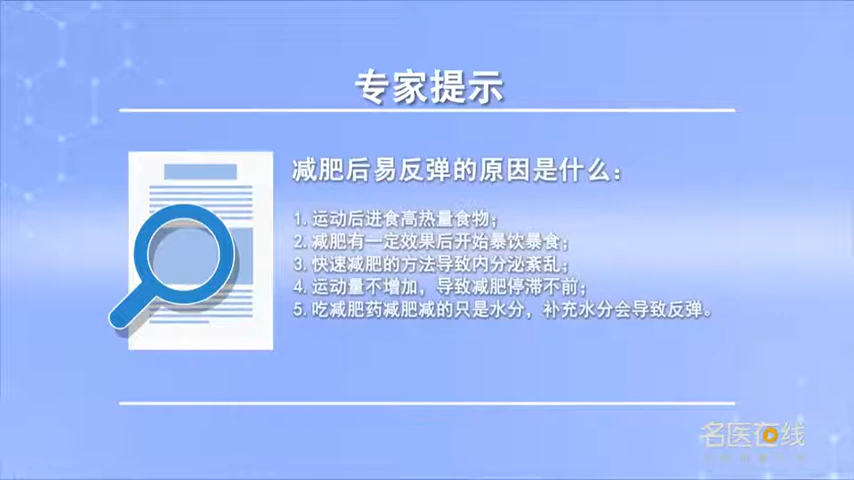 专家提示
减肥后易反弹的原因是什么：
1. 运动后进食高热量食物；
2. 减肥有一定效果后开始暴饮暴食；
3. 快速减肥的方法导致内分泌紊乱；
4. 运动量不增加，导致减肥停滞不前；
5. 吃减肥药减肥减的只是水分，补充水分会导致反弹。
名医在线